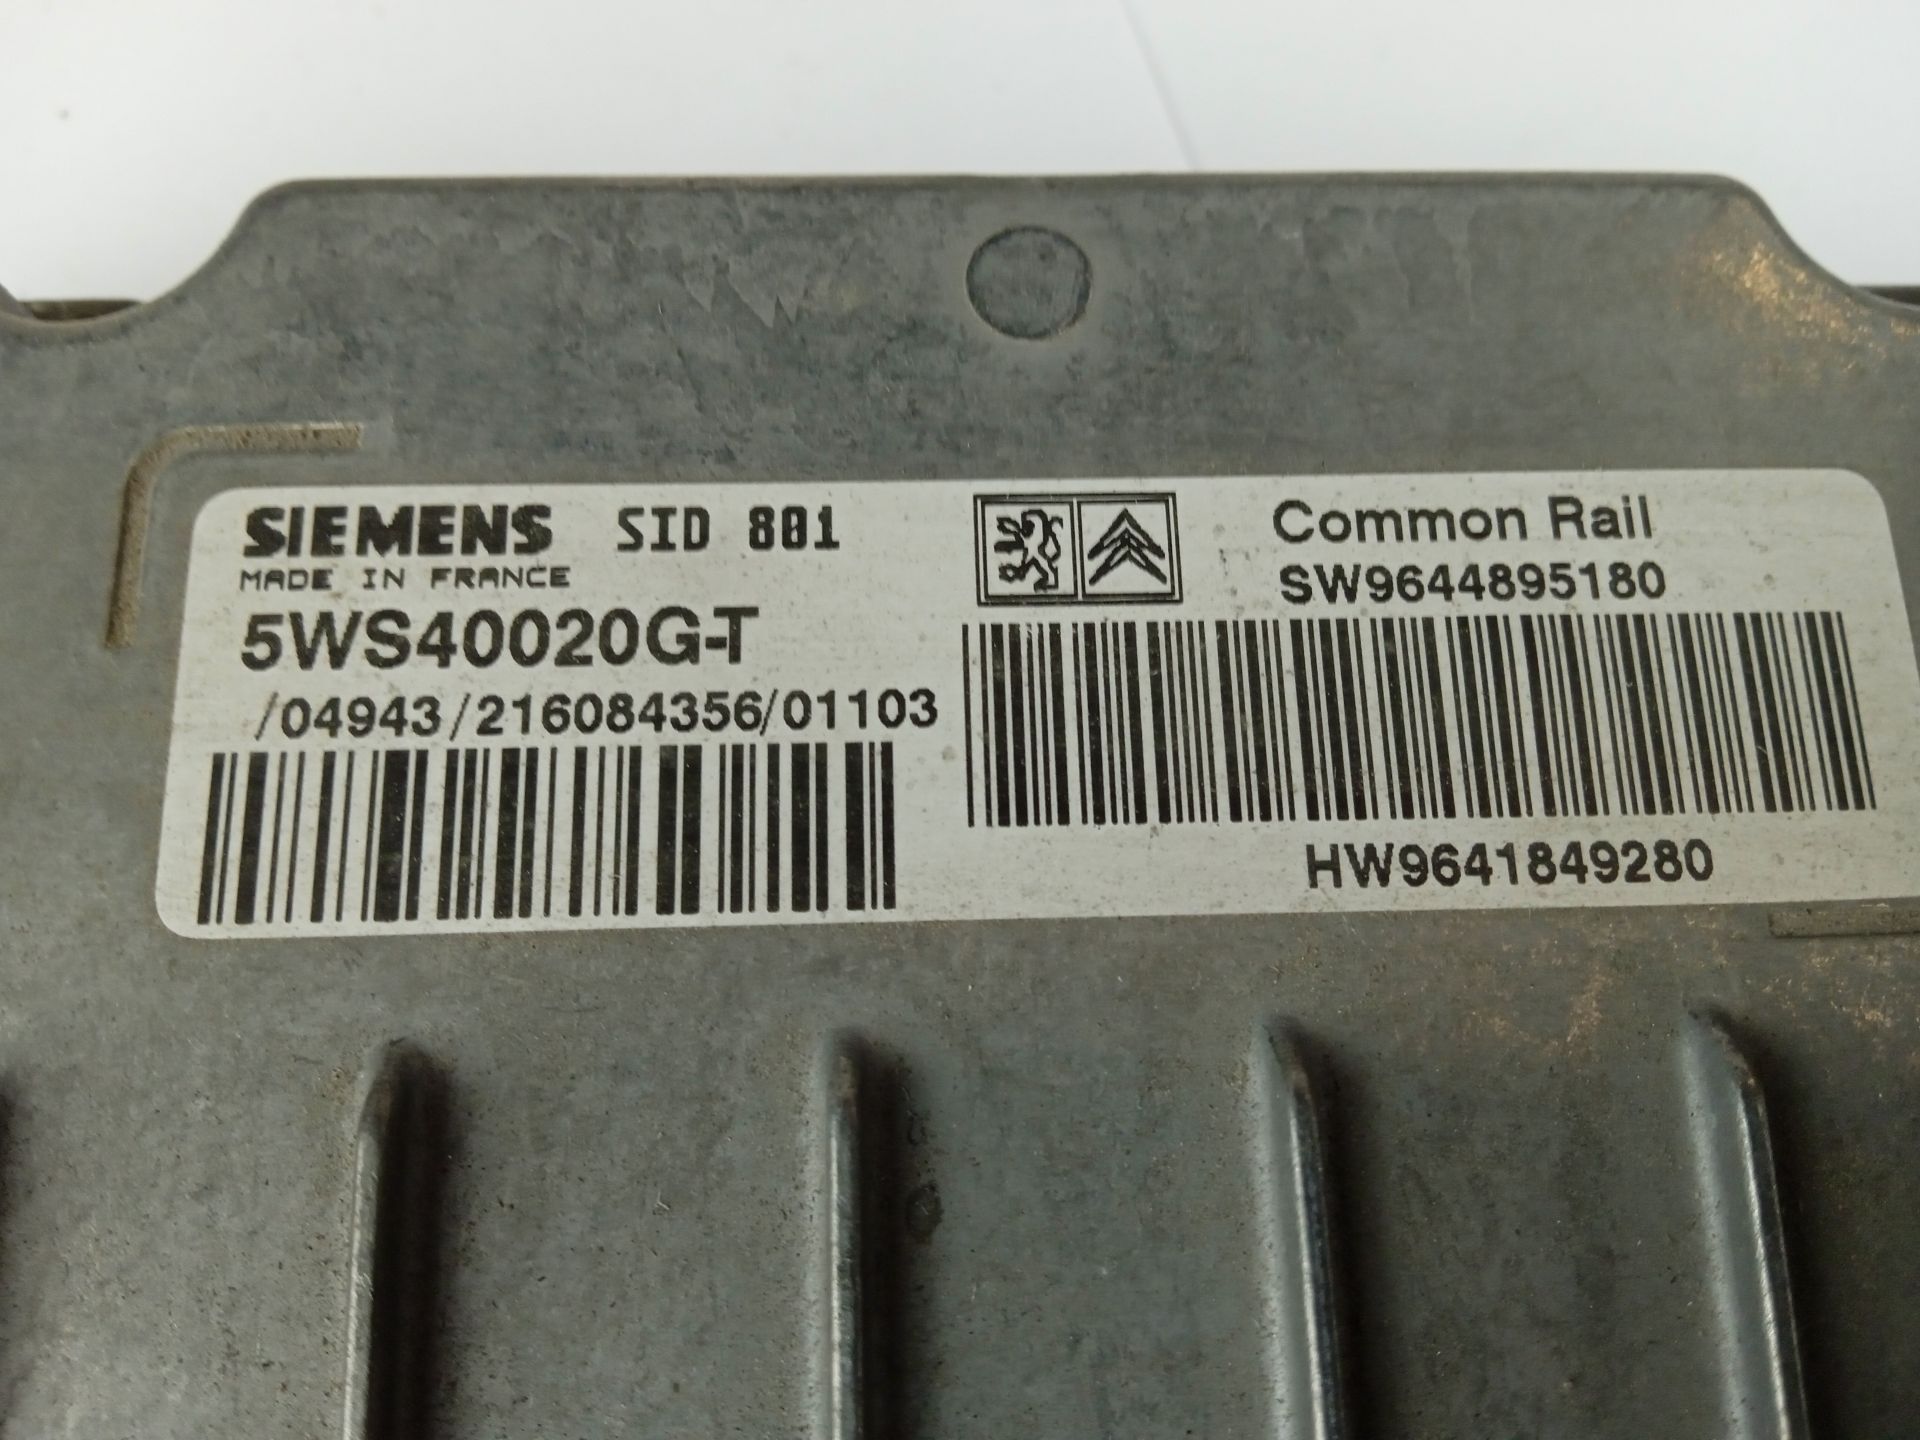 SIEMENS SID 801
MADE IN FRANCE
5WS40020G-T
/04943/216084356/01103
Common Rail
SW9644895180
HW9641849280